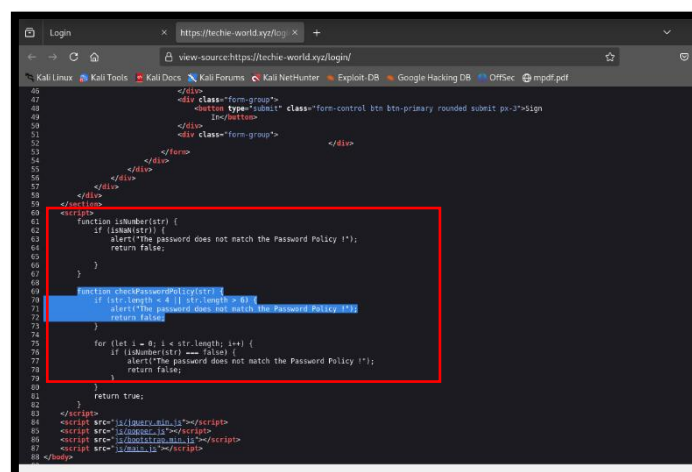 Login
https://techie-world.xyz/logi
view-source:https://techie-world.xyz/login/
Kali Linux Kali Tools Kali Docs Kali Forums Kali NetHunter Exploit-DB Google Hacking DB OffSec mpdf.pdf
46 </div>
47 <div class="form-group">
48 <button type="submit" class="form-control btn btn-primary rounded submit px-3">Sign
49 In</button>
50 </div>
51 <div class="form-group">
52 </div>
53 </form>
54 </div>
55 </div>
56 </div>
57 </div>
58 </div>
59 </section>
60 <script>
61 function isNumber(str) {
62 if (isNaN(str)) {
63 alert("The password does not match the Password Policy !");
64 return false;
65
66 }
67 }
68
69 function checkPasswordPolicy(str) {
70 if (str.length < 4 || str.length > 6) {
71 alert("The password does not match the Password Policy !");
72 return false;
73 }
74
75 for (let i = 0; i < str.length; i++) {
76 if (isNumber(str) === false) {
77 alert("The password does not match the Password Policy !");
78 return false;
79 }
80 }
81 return true;
82 }
83 </script>
84 <script src="js/jquery.min.js"></script>
85 <script src="js/popper.js"></script>
86 <script src="js/bootstrap.min.js"></script>
87 <script src="js/main.js"></script>
88 </body>